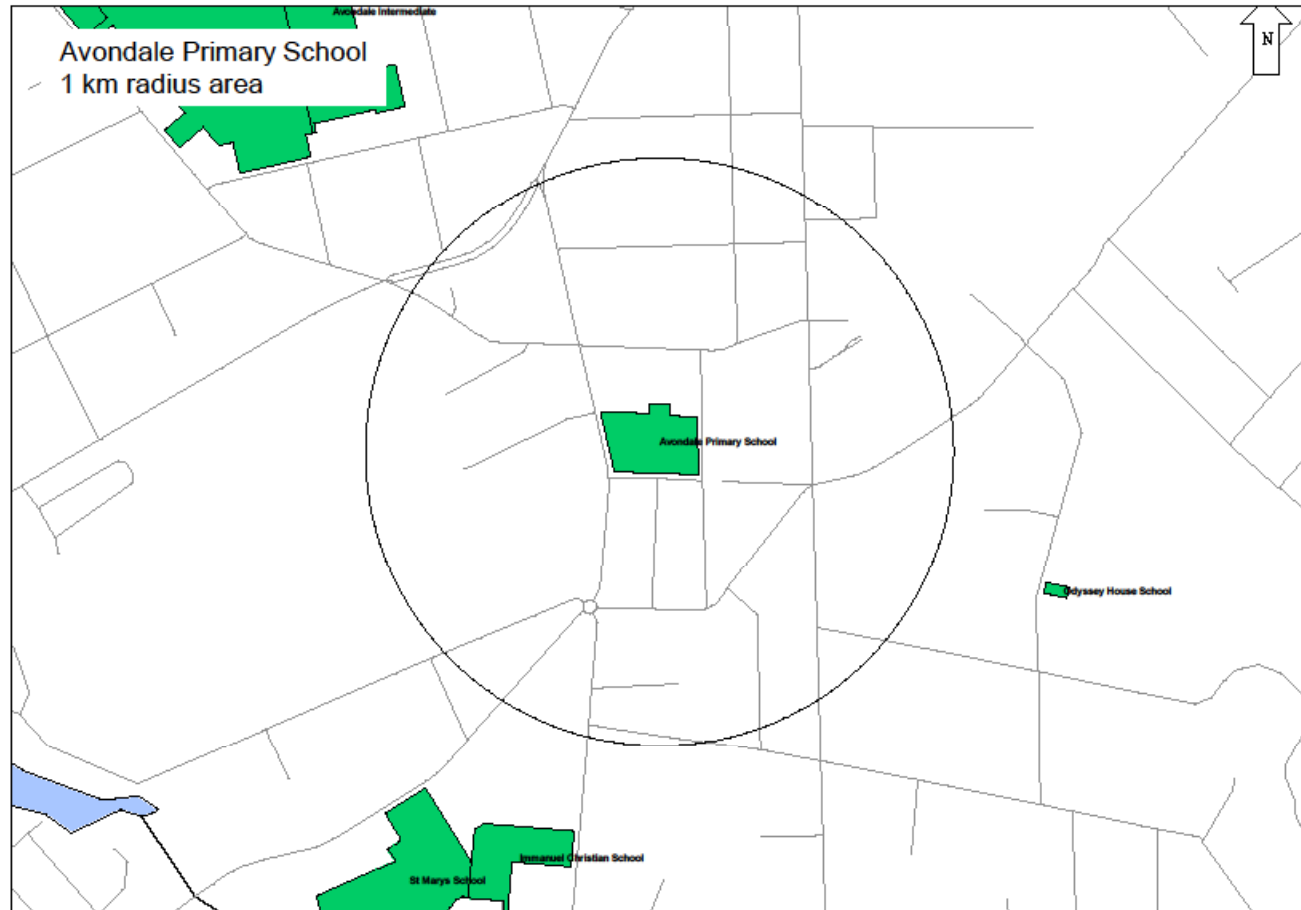 Avondale Intermediate
Avondale Primary School
1 km radius area
N
Avondale Primary School
Odyssey House School
Immanuel Christian School
St Marys School